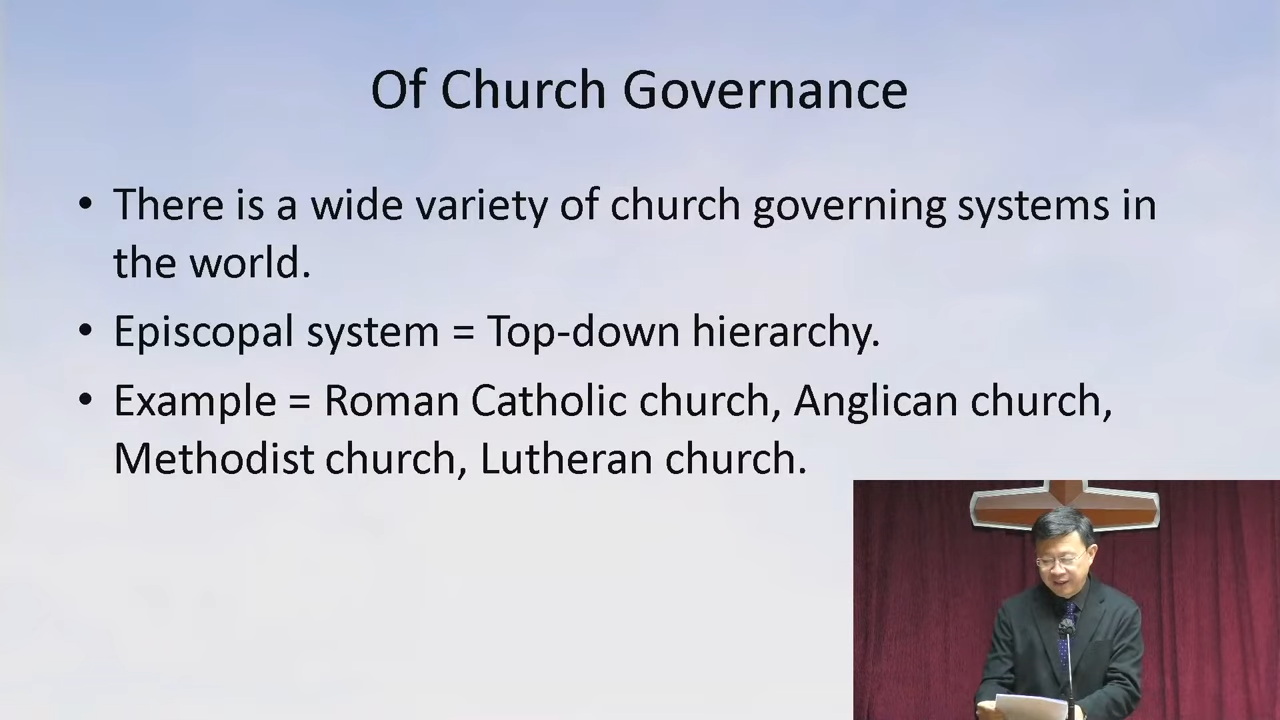 Of Church Governance
• There is a wide variety of church governing systems in
the world.
• Episcopal system = Top-down hierarchy.
• Example = Roman Catholic church, Anglican church,
Methodist church, Lutheran church.